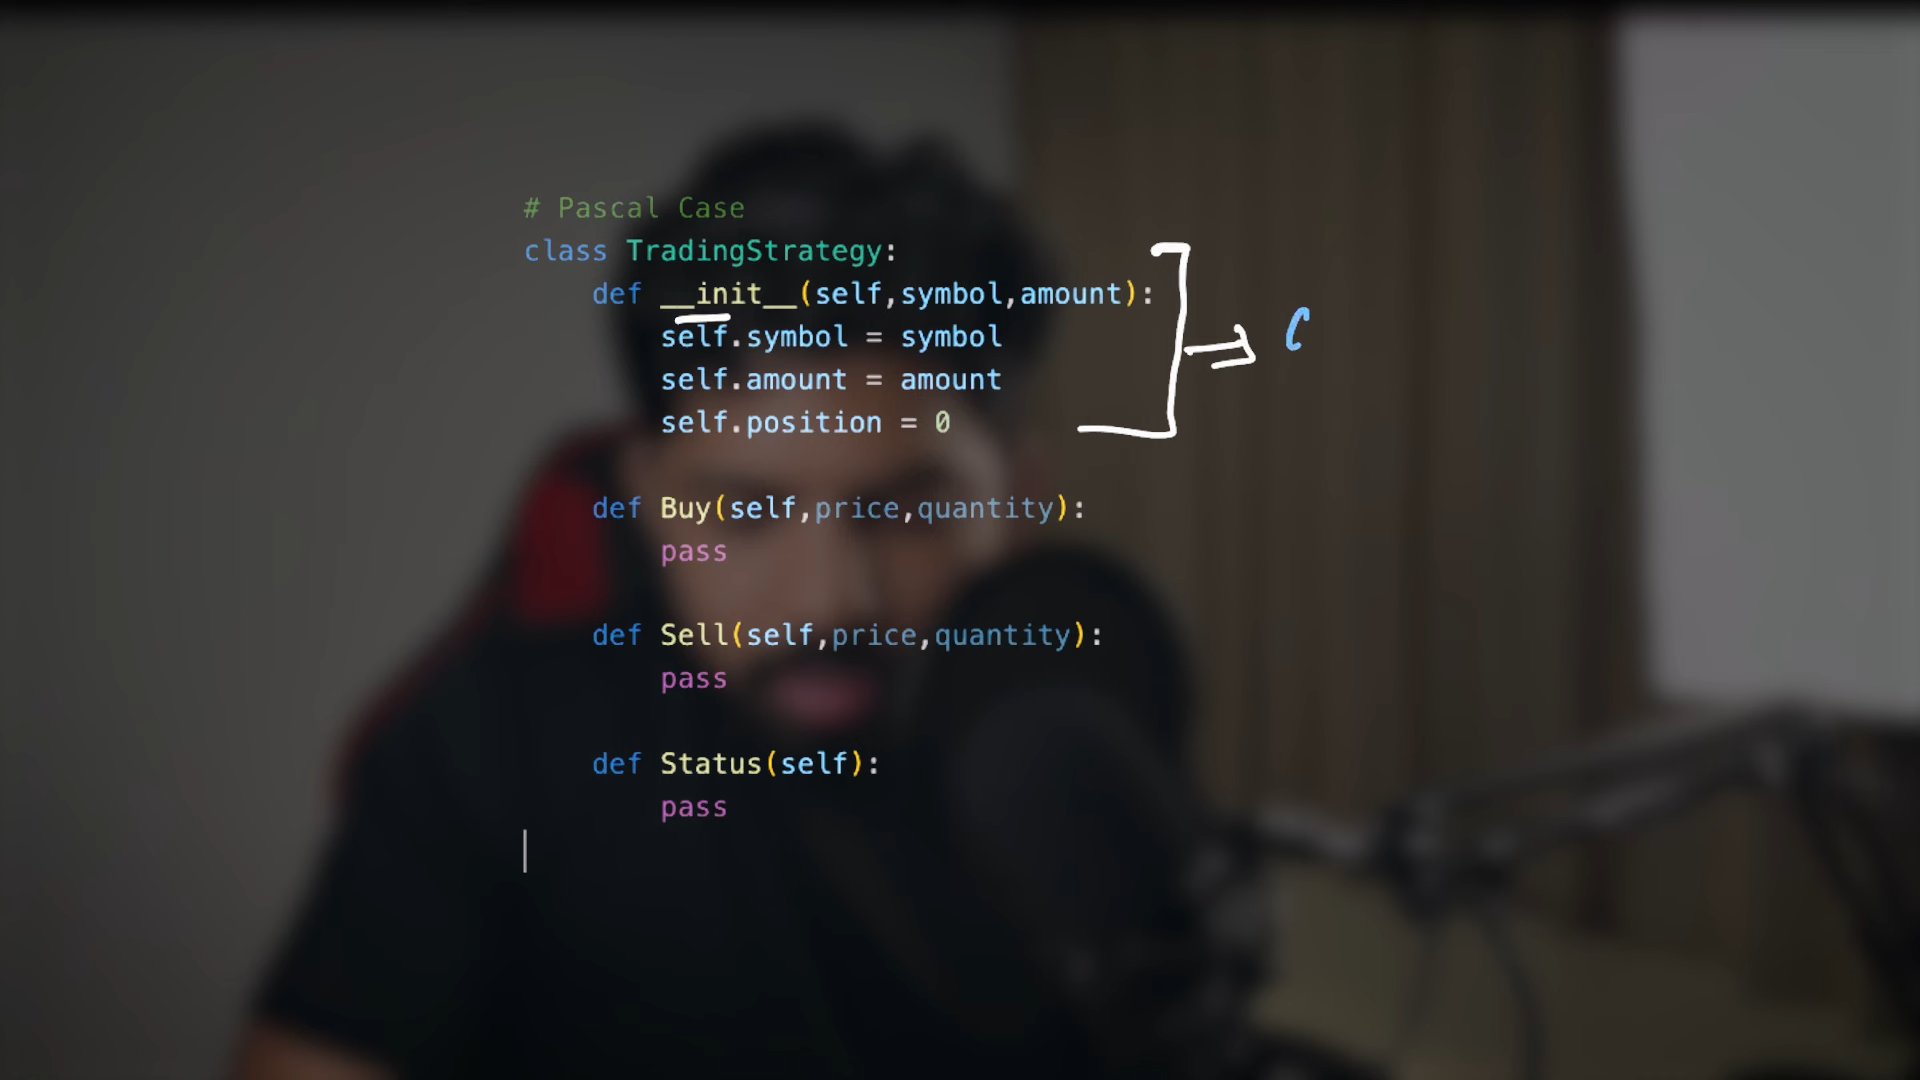 # Pascal Case
class TradingStrategy:
    def __init__(self,symbol,amount):
        self.symbol = symbol
        self.amount = amount
        self.position = 0
C
    def Buy(self,price,quantity):
        pass
    def Sell(self,price,quantity):
        pass
    def Status(self):
        pass